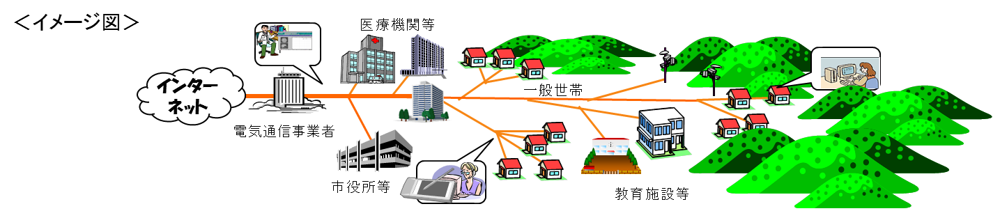 ＜イメージ図＞
医療機関等
インター
ネット
一般世帯
電気通信事業者
市役所等
教育施設等